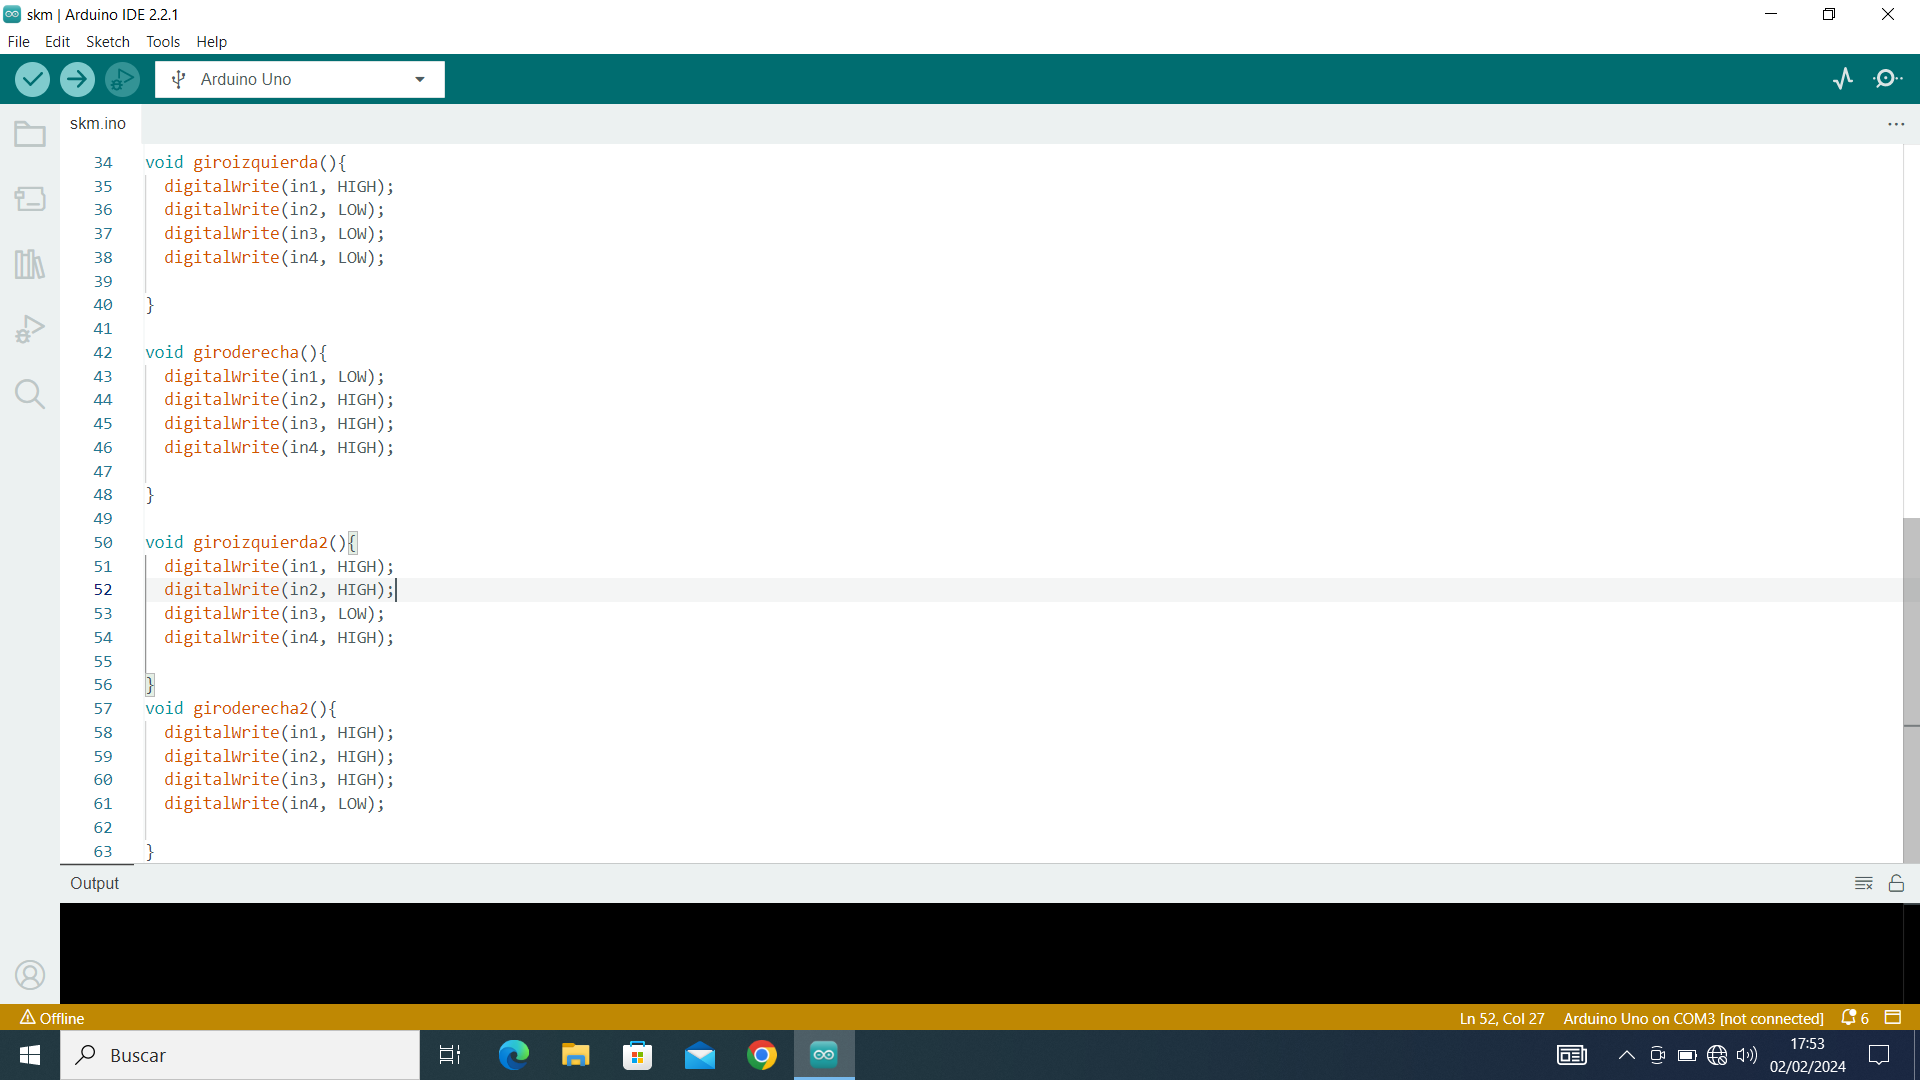 skm | Arduino IDE 2.2.1
File Edit Sketch Tools Help
Arduino Uno
skm.ino
34 void giroizquierda(){
35 digitalWrite(in1, HIGH);
36 digitalWrite(in2, LOW);
37 digitalWrite(in3, LOW);
38 digitalWrite(in4, LOW);
39
40 }
41
42 void giroderecha(){
43 digitalWrite(in1, LOW);
44 digitalWrite(in2, HIGH);
45 digitalWrite(in3, HIGH);
46 digitalWrite(in4, HIGH);
47
48 }
49
50 void giroizquierda2(){
51 digitalWrite(in1, HIGH);
52 digitalWrite(in2, HIGH);
53 digitalWrite(in3, LOW);
54 digitalWrite(in4, HIGH);
55
56 }
57 void giroderecha2(){
58 digitalWrite(in1, HIGH);
59 digitalWrite(in2, HIGH);
60 digitalWrite(in3, HIGH);
61 digitalWrite(in4, LOW);
62
63 }
Output
Offline Ln 52, Col 27 Arduino Uno on COM3 [not connected] 6
Buscar
17:53
02/02/2024